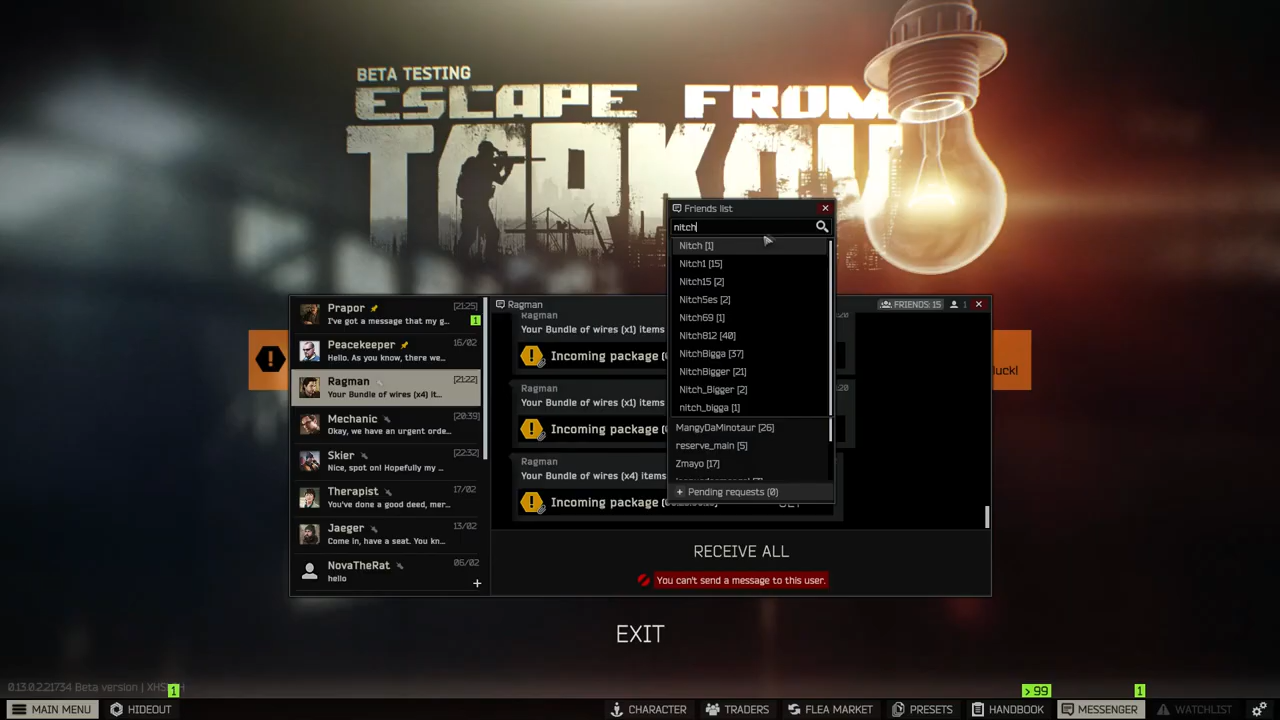 BETA TESTING
ESCAPE FROM
TARKOV
Friends list
nitch
Nitch [1]
Nitch1 [15]
Nitch15 [2]
Nitch5es [2]
Nitch69 [1]
Nitch812 [40]
NitchBigga [37]
NitchBigger [21]
Nitch_Bigger [2]
nitch_bigga [1]
MangyDaMinotaur [26]
reserve_main [5]
Zmayo [17]
+ Pending requests (0)
Prapor [21:25]
I've got a message that my g... 1
Peacekeeper 16/02
Hello. As you know, there we...
Ragman [21:22]
Your Bundle of wires (x4) it...
Mechanic [20:39]
Okay, we have an urgent orde...
Skier [22:32]
Nice, spot on! Hopefully my ...
Therapist 17/02
You've done a good deed, mer...
Jaeger 13/02
Come in, have a seat. You kn...
NovaTheRat 06/02
hello
+
Ragman
FRIENDS: 15 1
Ragman :20
Your Bundle of wires (x1) items
Incoming package (
Ragman :20
Your Bundle of wires (x1) items
Incoming package (
Ragman
Your Bundle of wires (x4) items
Incoming package (
luck!
RECEIVE ALL
You can't send a message to this user.
EXIT
0.13.0.2.21734 Beta version |
1
> 99
1
MAIN MENU
HIDEOUT
CHARACTER
TRADERS
FLEA MARKET
PRESETS
HANDBOOK
MESSENGER
WATCHLIST